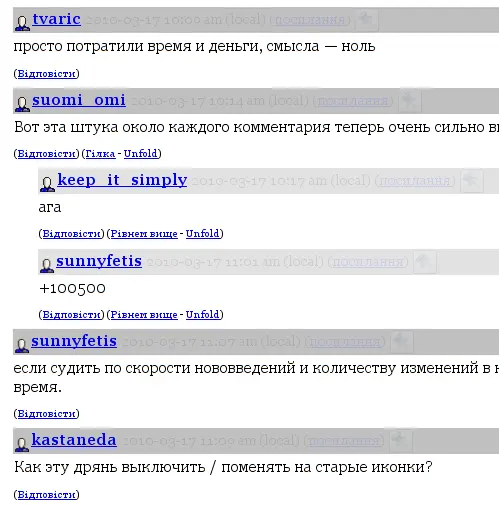 tvaric 2010-03-17 10:09 am (local) (посилання)
просто потратили время и деньги, смысла — ноль
(Відповісти)
suomi_omi 2010-03-17 10:14 am (local) (посилання)
Вот эта штука около каждого комментария теперь очень сильно
(Відповісти) (Гілка - Unfold)
keep_it_simply 2010-03-17 10:17 am (local) (посилання)
ага
(Відповісти) (Рівнем вище - Unfold)
sunnyfetis 2010-03-17 11:01 am (local) (посилання)
+100500
(Відповісти) (Рівнем вище - Unfold)
sunnyfetis 2010-03-17 11:07 am (local) (посилання)
если судить по скорости нововведений и количеству изменений в
время.
(Відповісти)
kastaneda 2010-03-17 11:09 am (local) (посилання)
Как эту дрянь выключить / поменять на старые иконки?
(Відповісти)